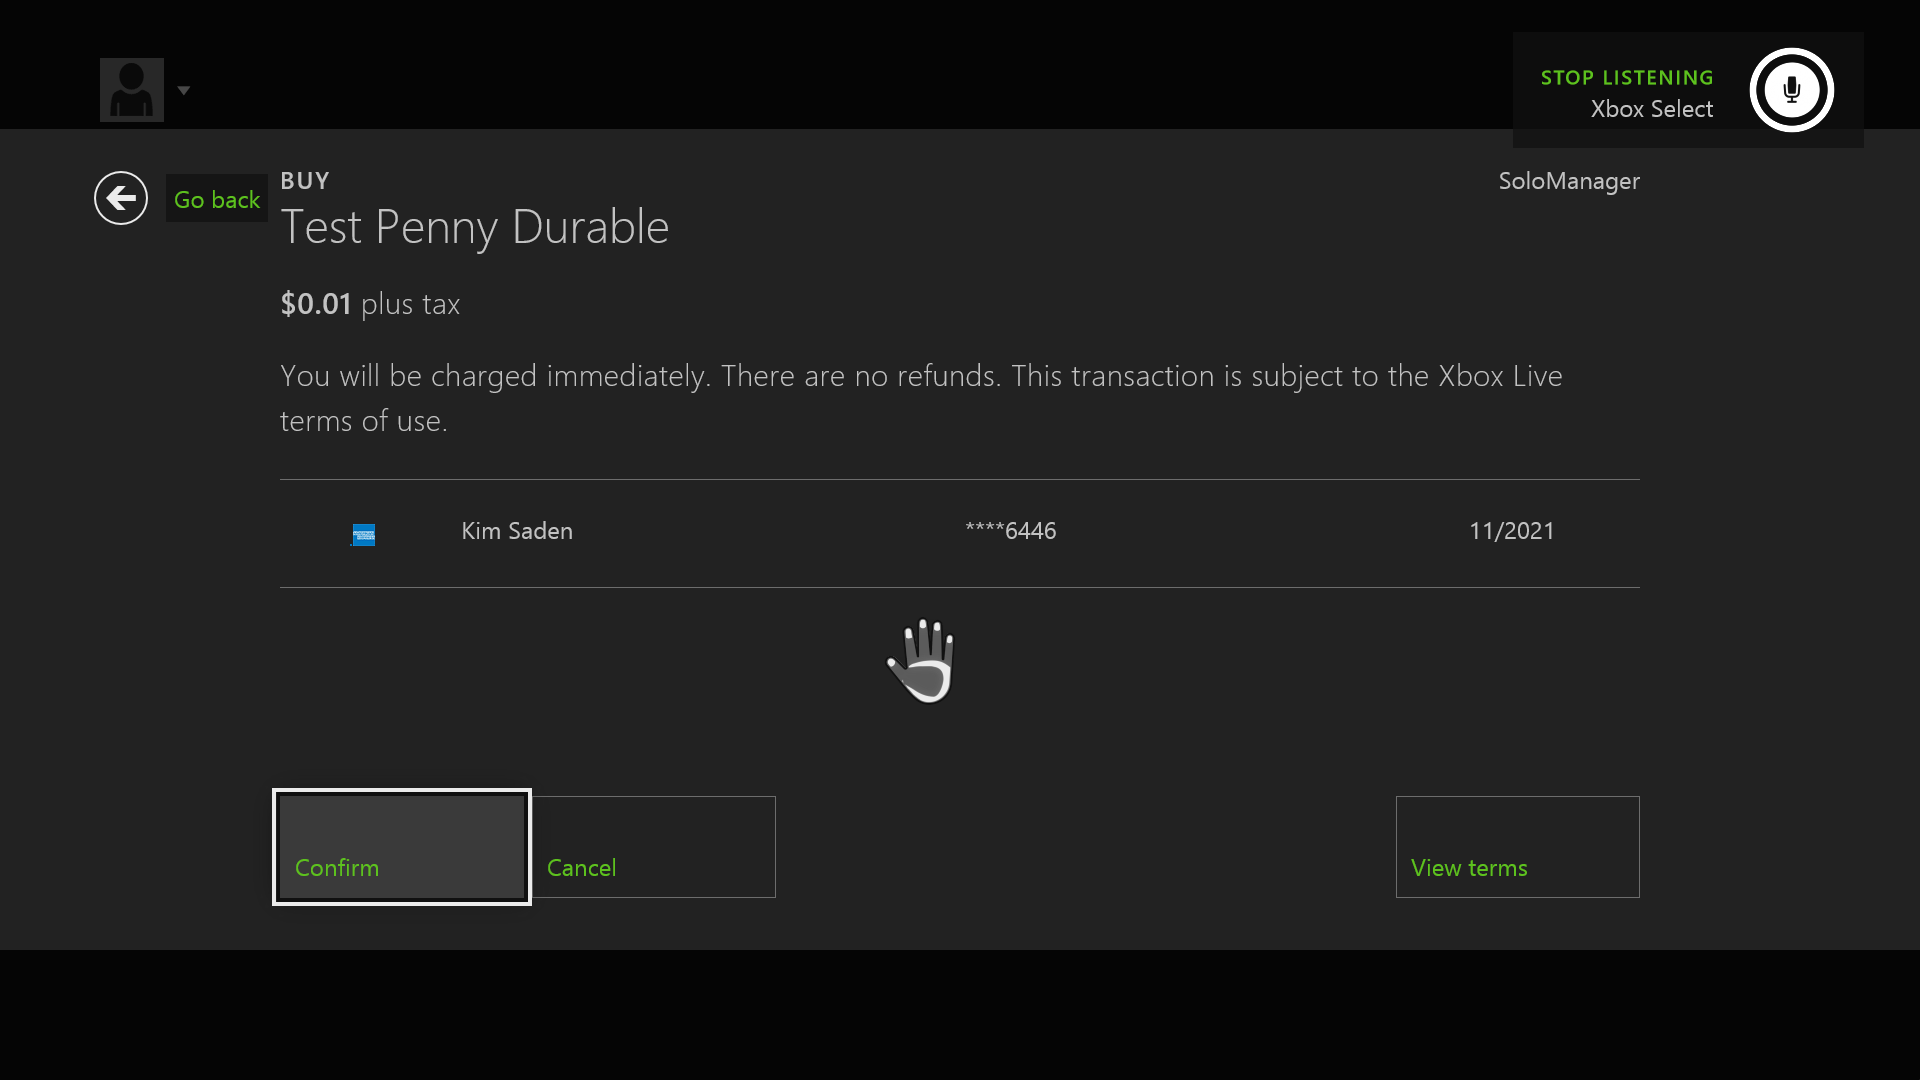 STOP LISTENING
Xbox Select
Go back
BUY
SoloManager
Test Penny Durable
$0.01 plus tax
You will be charged immediately. There are no refunds. This transaction is subject to the Xbox Live
terms of use.
Kim Saden ****6446 11/2021
Confirm
Cancel
View terms